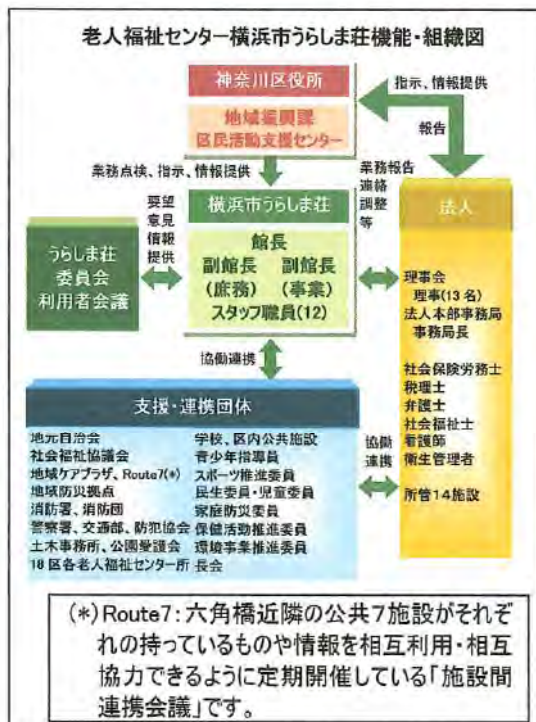 老人福祉センター横浜市うらしま荘機能・組織図
神奈川区役所
地域振興課
区民活動支援センター
指示、情報提供
報告
業務点検、指示、情報提供
業務報告
連絡
調整
等
要望
意見
情報
提供
うらしま荘
委員会
利用者会議
横浜市うらしま荘
館長
副館長 副館長
(庶務) (事業)
スタッフ職員(12)
法人
理事会
理事(13名)
法人本部事務局
事務局長
社会保険労務士
税理士
弁護士
社会福祉士
看護師
衛生管理者
所管14施設
協働連携
協働
連携
支援・連携団体
地元自治会
社会福祉協議会
地域ケアプラザ、Route7(*)
地域防災拠点
消防署、消防団
警察署、交通部、防犯協会
土木事務所、公園愛護会
18区各老人福祉センター所長会
学校、区内公共施設
青少年指導員
スポーツ推進委員
民生委員・児童委員
家庭防災委員
保健活動推進委員
環境事業推進委員
(*)Route7:六角橋近隣の公共7施設がそれぞ
れの持っているものや情報を相互利用・相互
協力できるように定期開催している「施設間
連携会議」です。